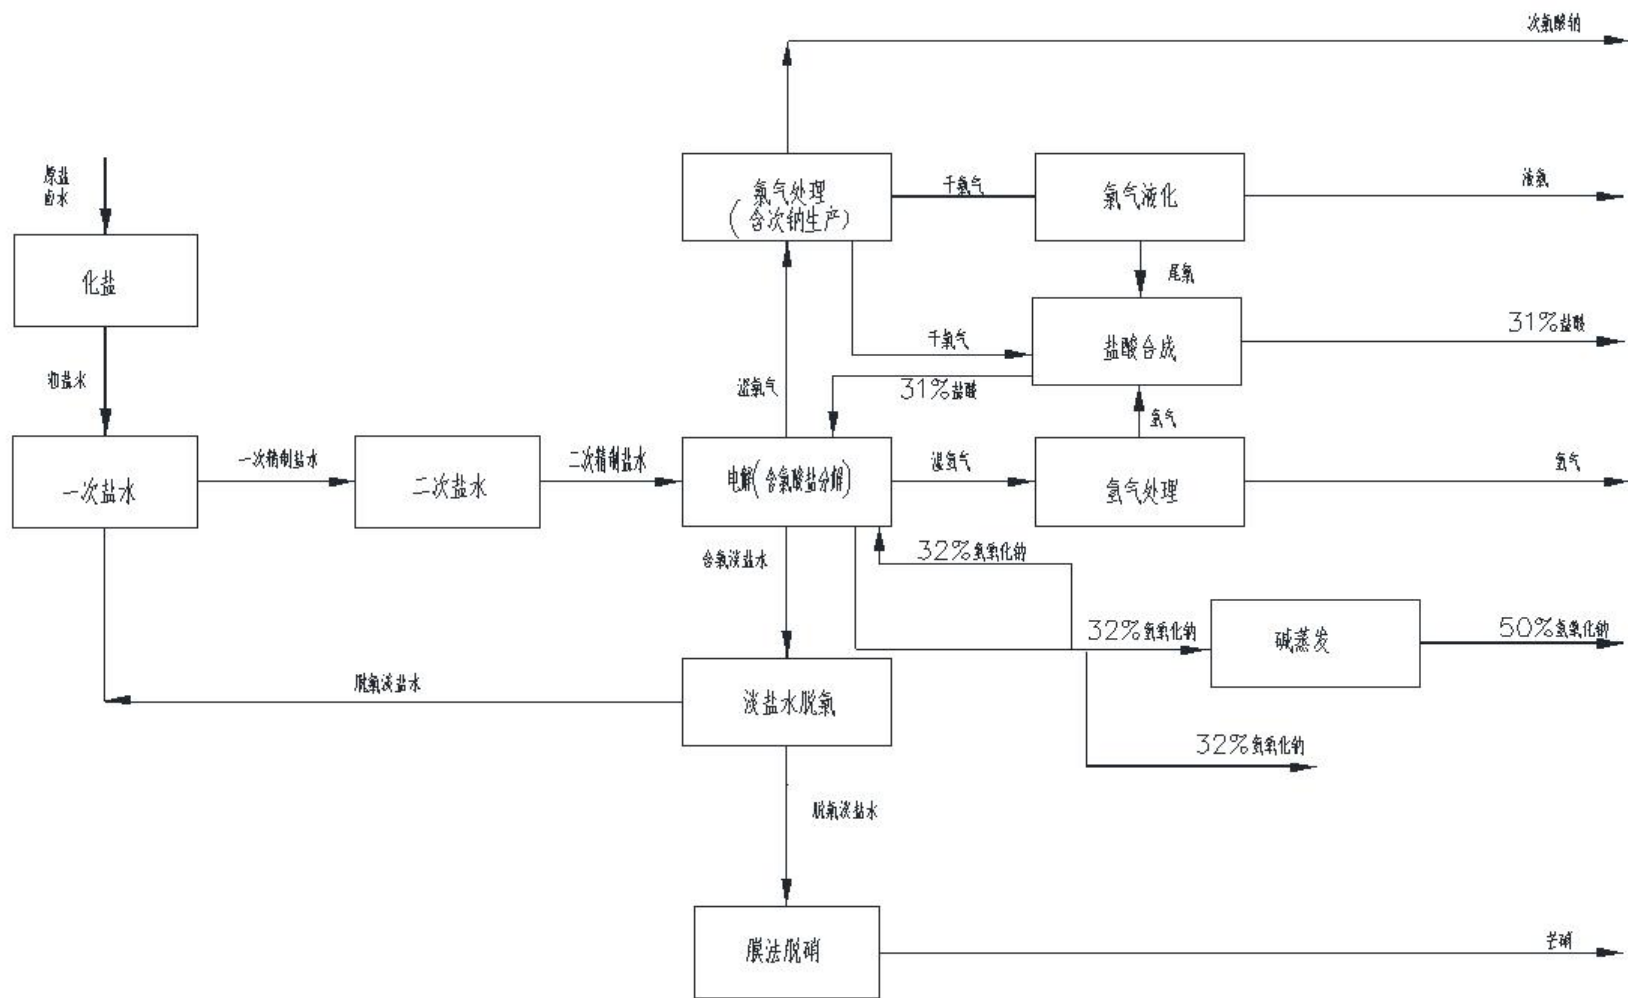 次氯酸钠
原盐
卤水
氯气处理
(含次钠生产)
干氯气
氯气液化
液氯
化盐
尾氯
干氯气
盐酸合成
31%盐酸
31%盐酸
初盐水
湿氯气
氢气
一次盐水
一次精制盐水
二次盐水
二次精制盐水
电解(含氯酸盐分解)
湿氢气
氢气处理
氢气
含氯淡盐水
32%氢氧化钠
32%氢氧化钠
碱蒸发
50%氢氧化钠
脱氯淡盐水
淡盐水脱氯
32%氢氧化钠
脱氯淡盐水
膜法脱硝
芒硝